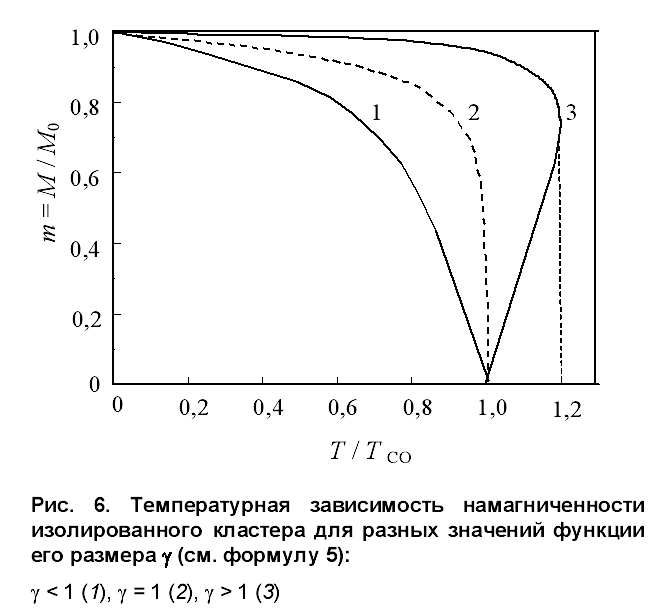 1,0
0,8
0,6
0,4
0,2
0
m = M / M₀
1
2
3
0
0,2
0,4
0,6
0,8
1,0
1,2
T / T CO
Рис. 6. Температурная зависимость намагниченности
изолированного кластера для разных значений функции
его размера γ (см. формулу 5):
γ < 1 (1), γ = 1 (2), γ > 1 (3)